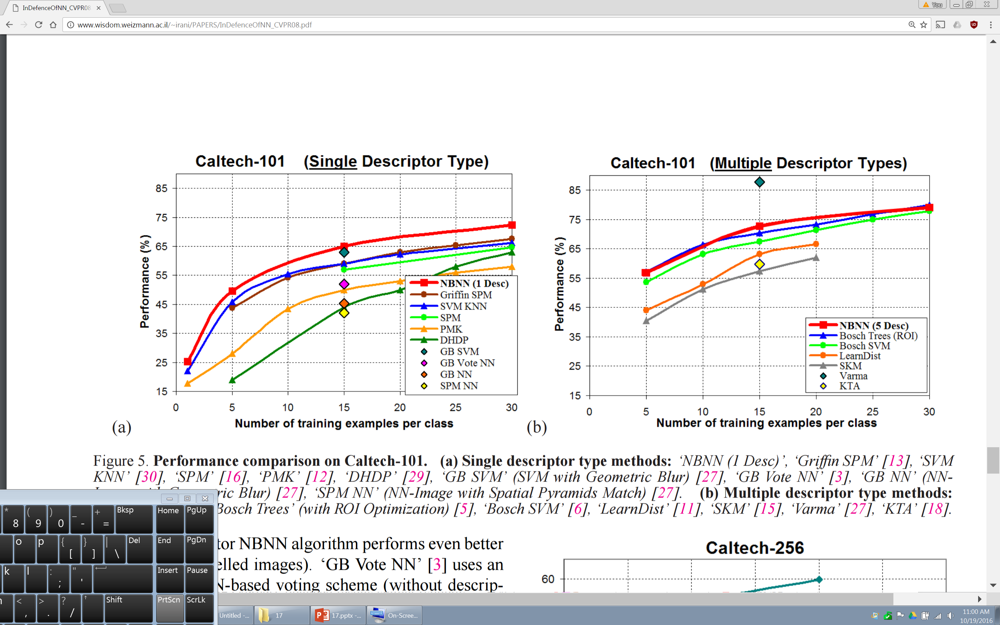 InDefenceOfNN_CVPR08
You
www.wisdom.weizmann.ac.il/~irani/PAPERS/InDefenceOfNN_CVPR08.pdf
Caltech-101 (Single Descriptor Type)
85
75
65
55
45
35
25
15
Performance (%)
0 5 10 15 20 25 30
Number of training examples per class
NBNN (1 Desc)
Griffin SPM
SVM KNN
SPM
PMK
DHDP
GB SVM
GB Vote NN
GB NN
SPM NN
(a)
Caltech-101 (Multiple Descriptor Types)
85
75
65
55
45
35
25
15
Performance (%)
0 5 10 15 20 25 30
Number of training examples per class
NBNN (5 Desc)
Bosch Trees (ROI)
Bosch SVM
LearnDist
SKM
Varma
KTA
(b)
Figure 5. Performance comparison on Caltech-101. (a) Single descriptor type methods: ‘NBNN (1 Desc)’, ‘Griffin SPM’ [13], ‘SVM
KNN’ [30], ‘SPM’ [16], ‘PMK’ [12], ‘DHDP’ [29], ‘GB SVM’ (SVM with Geometric Blur) [27], ‘GB Vote NN’ [3], ‘GB NN’ (NN-
ric Blur) [27], ‘SPM NN’ (NN-Image with Spatial Pyramids Match) [27]. (b) Multiple descriptor type methods:
Bosch Trees’ (with ROI Optimization) [5], ‘Bosch SVM’ [6], ‘LearnDist’ [11], ‘SKM’ [15], ‘Varma’ [27], ‘KTA’ [18].
tor NBNN algorithm performs even better
elled images). ‘GB Vote NN’ [3] uses an
N-based voting scheme (without descrip-
Caltech-256
60
* 8 ( 9 ) 0 _ - + = Bksp Home PgUp
o p { [ } ] | \ Del End PgDn
k l : ; " ' Insert Pause
< , > . ? / ↑ Shift PrtScn ScrLk
Untitled -...
17
17.pptx -...
On-Scree...
11:00 AM
10/19/2016